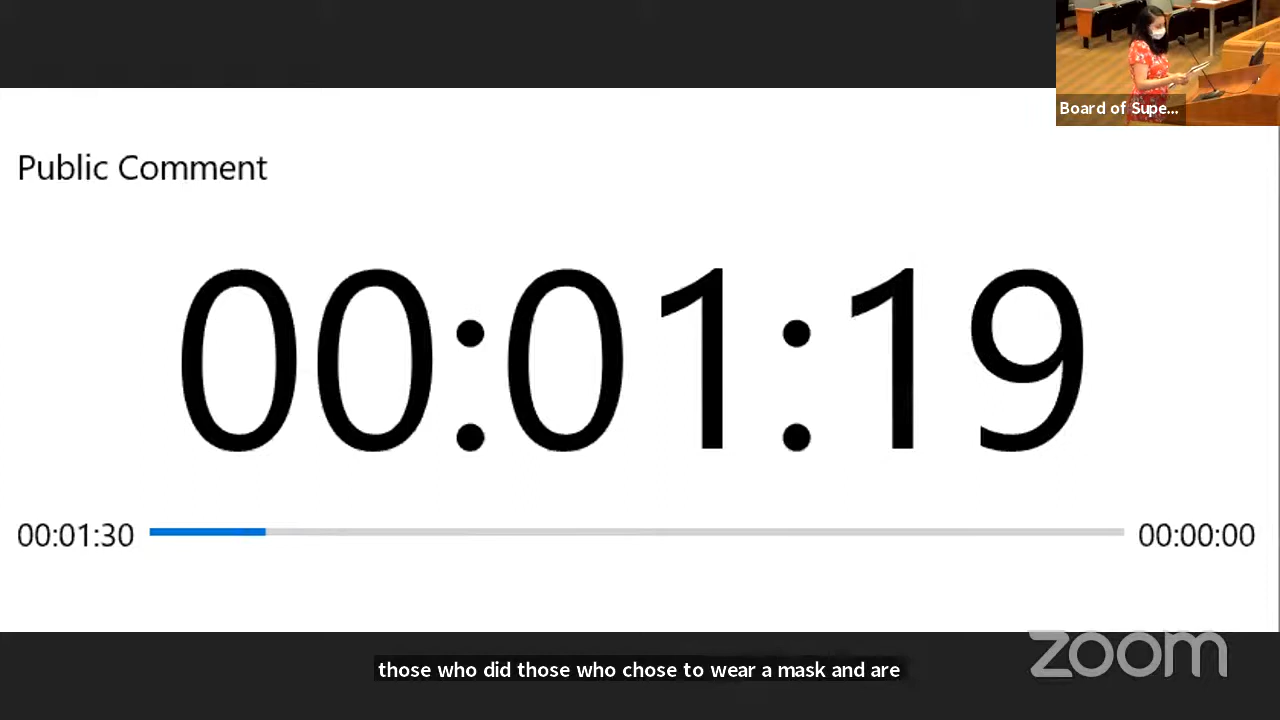 Board of Supe...
Public Comment
00:01:19
00:01:30
00:00:00
zoom
those who did those who chose to wear a mask and are